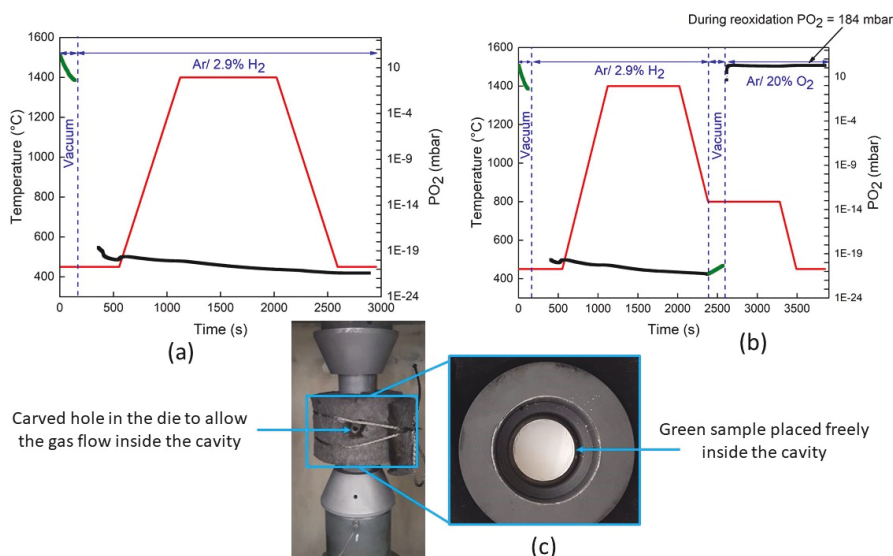 During reoxidation PO2 = 184 mbar
1600
1400
1200
1000
800
600
400
Temperature (°C)
Vacuum
Ar/ 2.9% H2
10
1E-4
1E-9
1E-14
1E-19
1E-24
PO2 (mbar)
0 500 1000 1500 2000 2500 3000
Time (s)
(a)
1600
1400
1200
1000
800
600
400
Temperature (°C)
Vacuum
Ar/ 2.9% H2
Vacuum
Ar/ 20% O2
10
1E-4
1E-9
1E-14
1E-20
1E-24
PO2 (mbar)
0 500 1000 1500 2000 2500 3000 3500
Time (s)
(b)
Carved hole in the die to allow
the gas flow inside the cavity
Green sample placed freely
inside the cavity
(c)